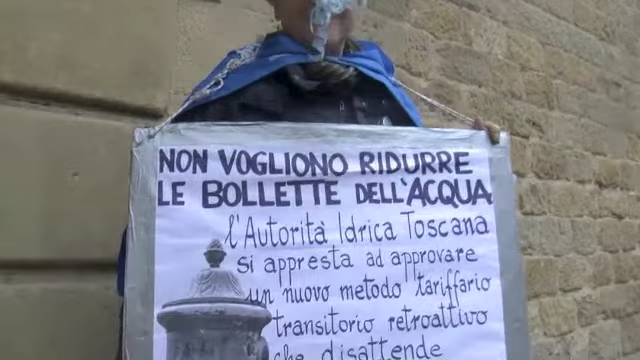 NON VOGLIONO RIDURRE
LE BOLLETTE DELL'ACQUA
l'Autorità Idrica Toscana
si appresta ad approvare
un nuovo metodo tariffario
transitorio retroattivo
che disattende